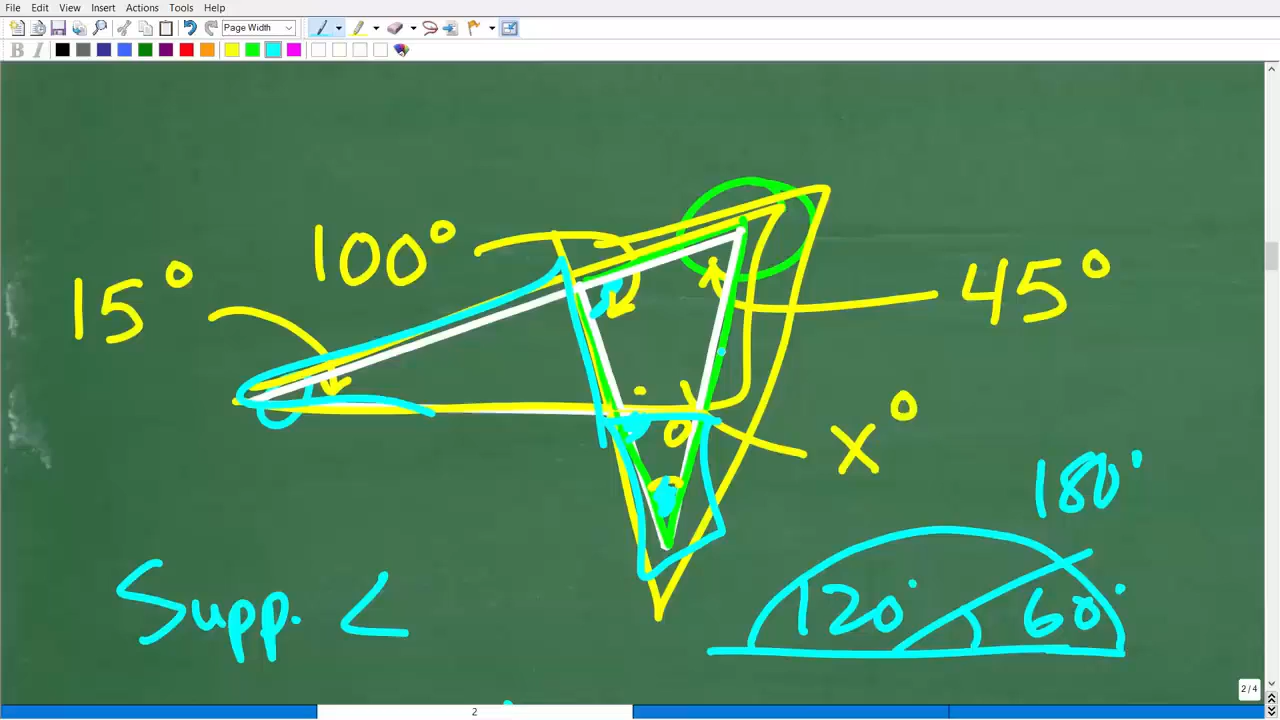 File Edit View Insert Actions Tools Help
Page Width
B I
100°
15°
45°
x°
180°
Supp. <
120° 60°
2 / 4
2